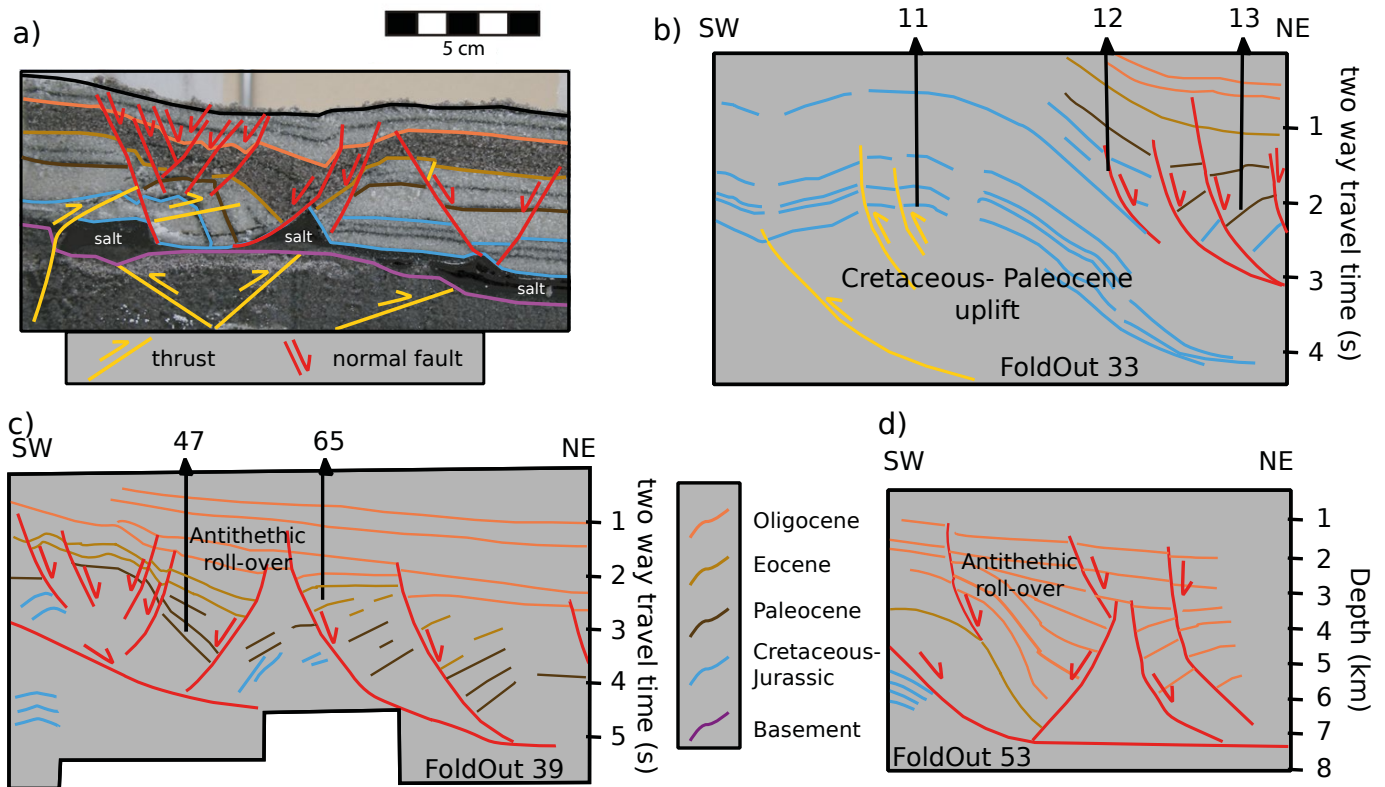 a)
5 cm
salt
salt
salt
thrust
normal fault
b)
SW
11
12
13
NE
1
2
3
4
two way travel time (s)
Cretaceous- Paleocene
uplift
FoldOut 33
c)
SW
47
65
NE
Antithethic
roll-over
1
2
3
4
5
two way travel time (s)
FoldOut 39
Oligocene
Eocene
Paleocene
Cretaceous-
Jurassic
Basement
d)
SW
NE
Antithethic
roll-over
1
2
3
4
5
6
7
8
Depth (km)
FoldOut 53